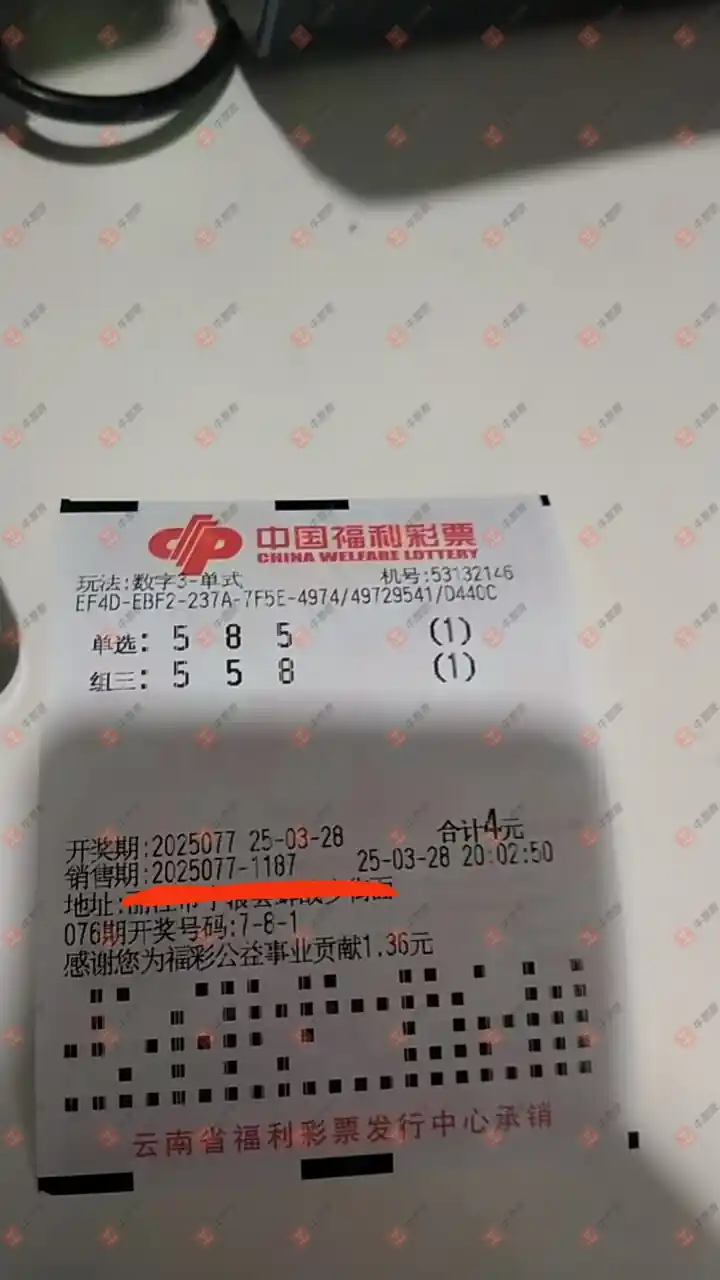 中国福利彩票
CHINA WELFARE LOTTERY
玩法:数字3-单式 机号:53132146
EF4D-EBF2-237A-7F5E-4974/49729541/D440C
单选: 5 8 5 (1)
组三: 5 5 8 (1)
开奖期:2025077 25-03-28 合计4元
销售期:2025077-1187 25-03-28 20:02:50
地址:
076期开奖号码:7-8-1
感谢您为福彩公益事业贡献1.36元
云南省福利彩票发行中心承销